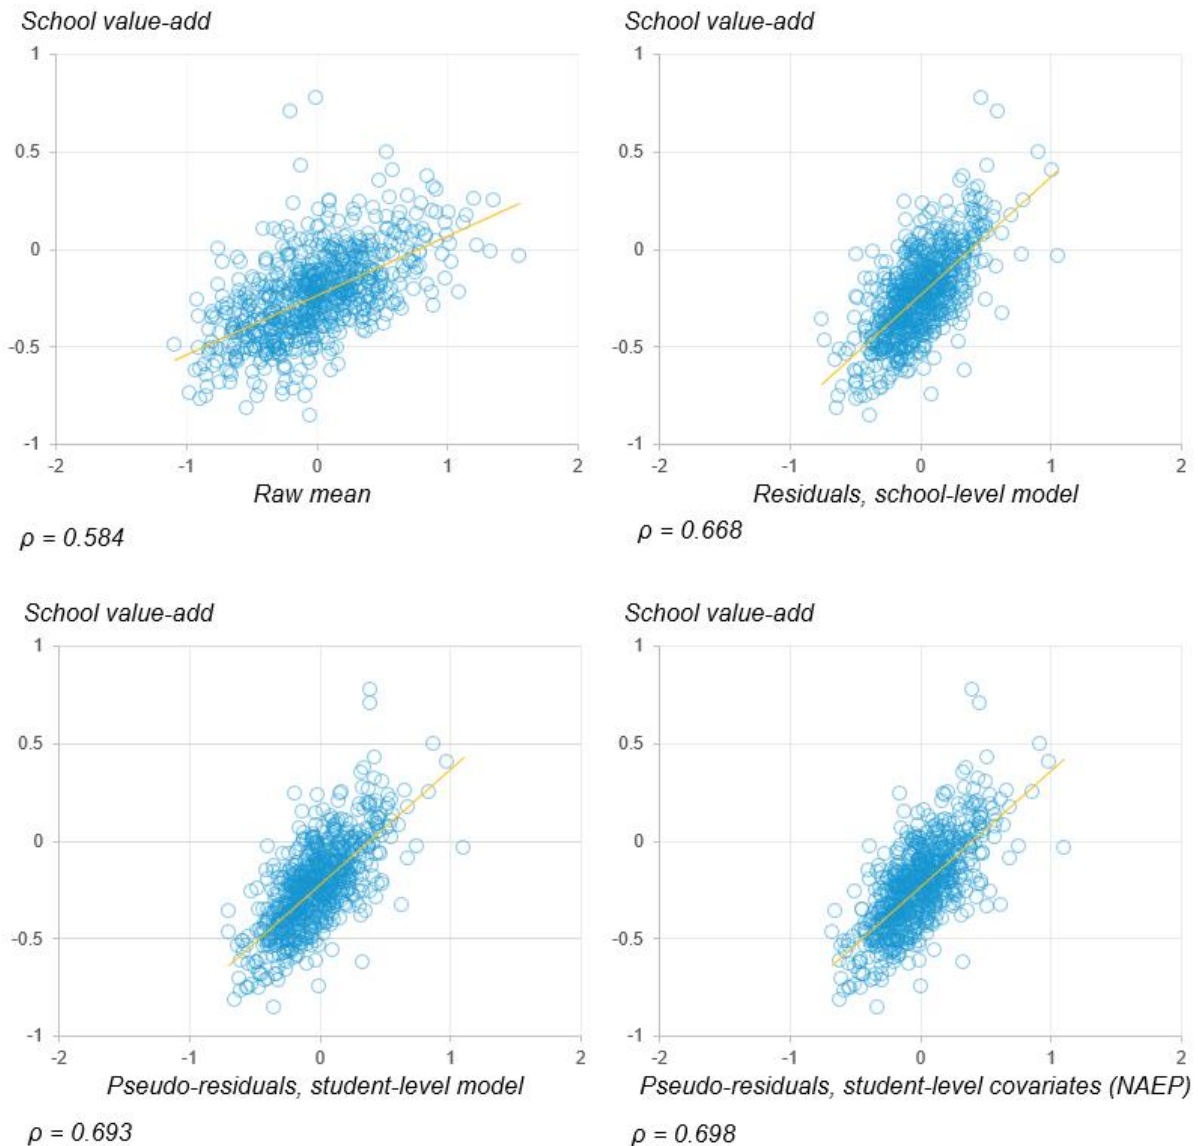 School value-add
1
0.5
0
-0.5
-1
-2 -1 0 1 2
Raw mean
ρ = 0.584
School value-add
1
0.5
0
-0.5
-1
-2 -1 0 1 2
Residuals, school-level model
ρ = 0.668
School value-add
1
0.5
0
-0.5
-1
-2 -1 0 1 2
Pseudo-residuals, student-level model
ρ = 0.693
School value-add
1
0.5
0
-0.5
-1
-2 -1 0 1 2
Pseudo-residuals, student-level covariates (NAEP)
ρ = 0.698